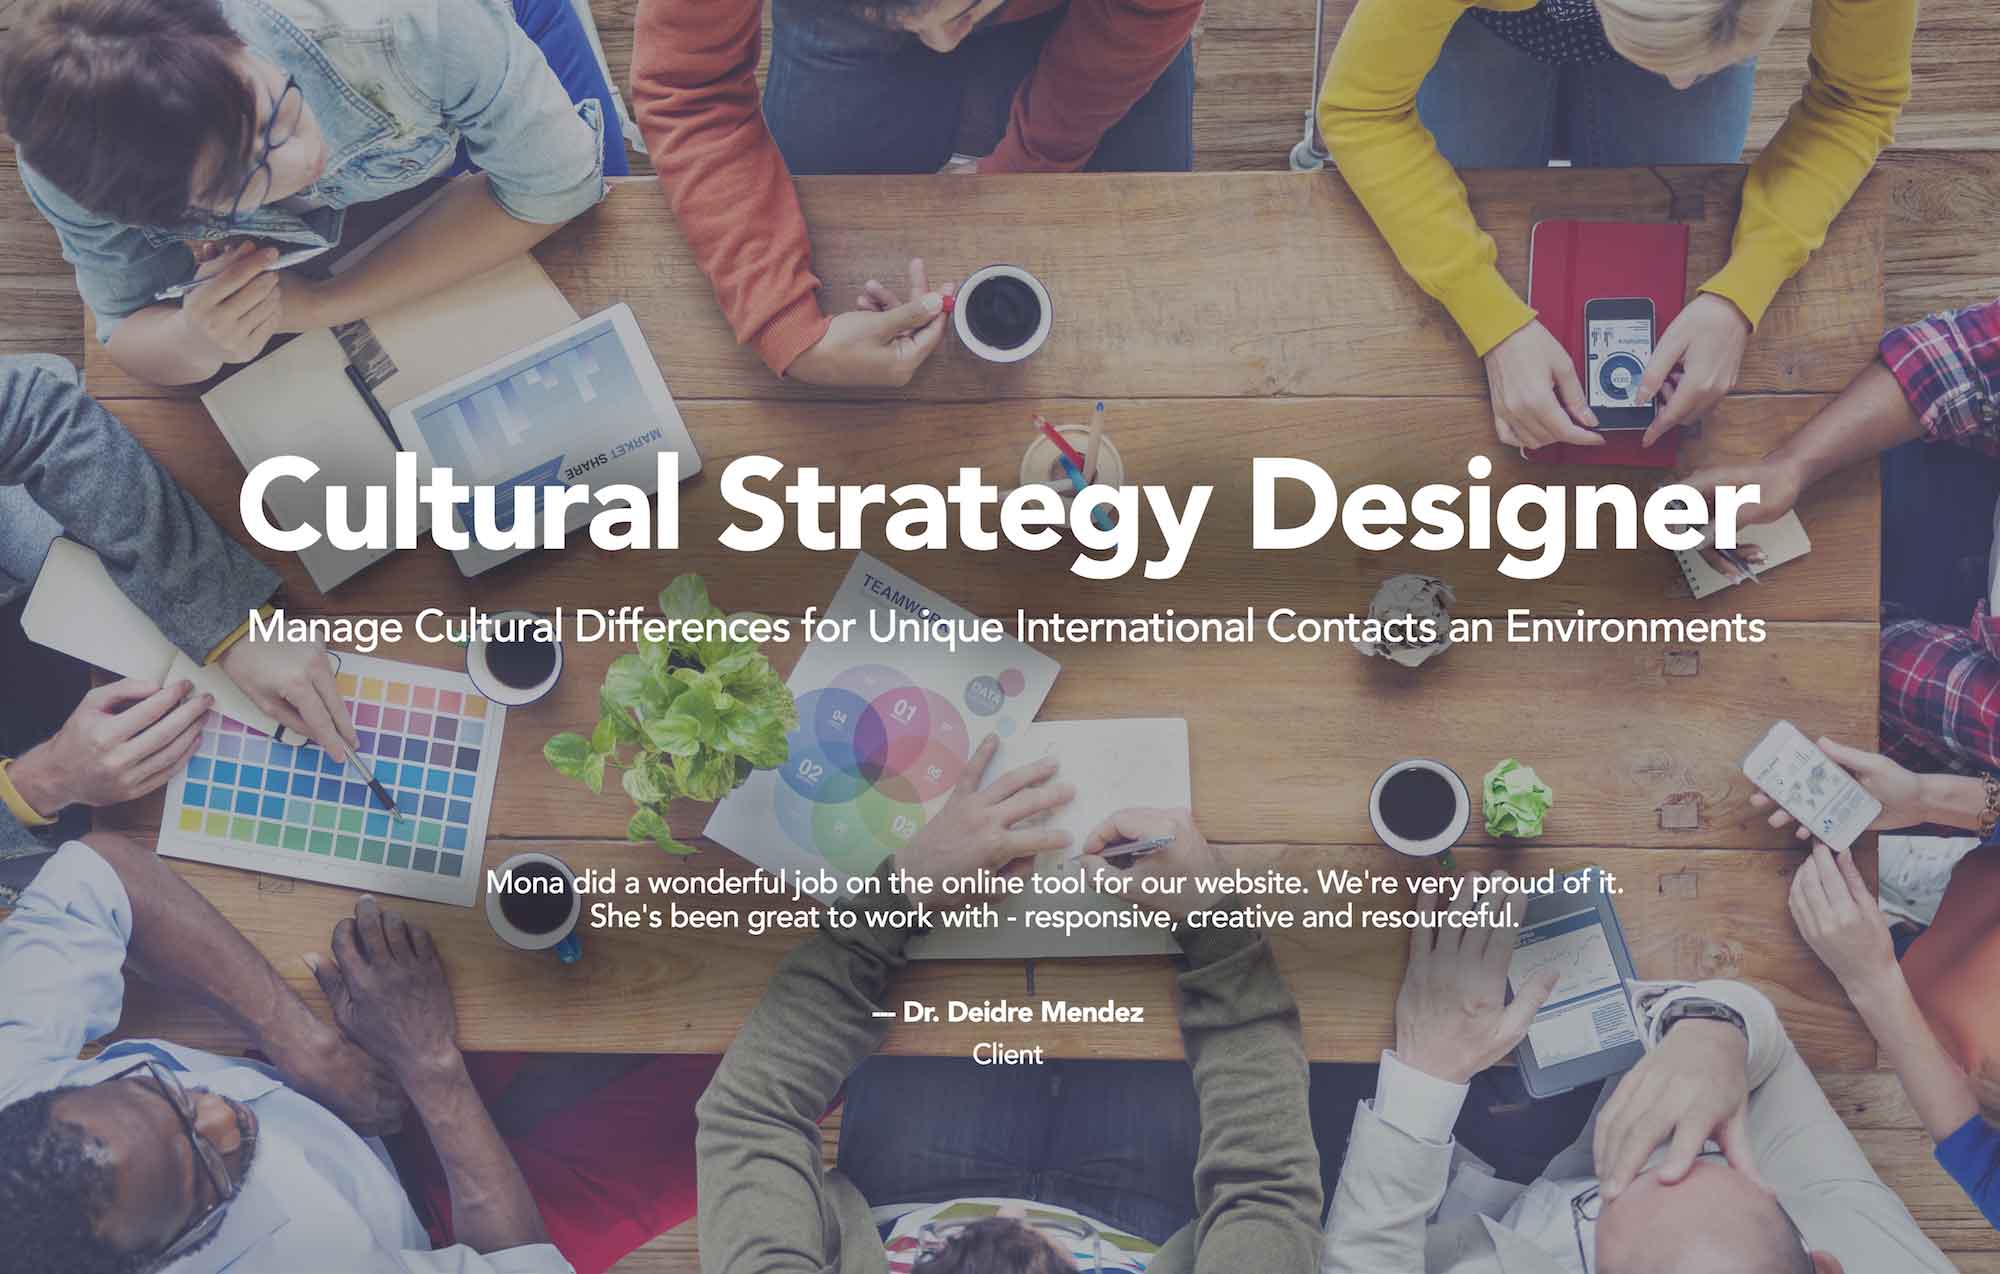 MARKET SHARE
Cultural Strategy Designer
TEAMWORK
Manage Cultural Differences for Unique International Contacts an Environments
DATA
01
04
02
05
03
Mona did a wonderful job on the online tool for our website. We're very proud of it.
She's been great to work with - responsive, creative and resourceful.
— Dr. Deidre Mendez
Client